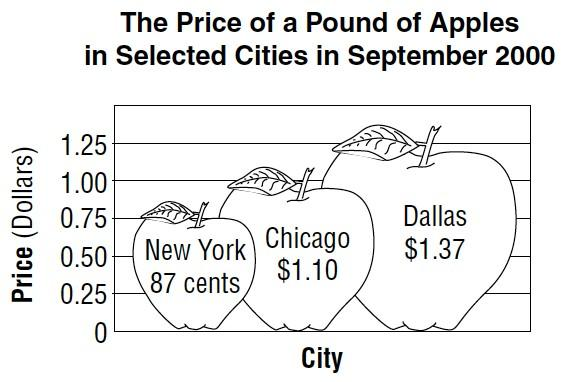 The Price of a Pound of Apples
in Selected Cities in September 2000
Price (Dollars)
1.25
1.00
0.75
0.50
0.25
0
New York
87 cents
Chicago
$1.10
Dallas
$1.37
City